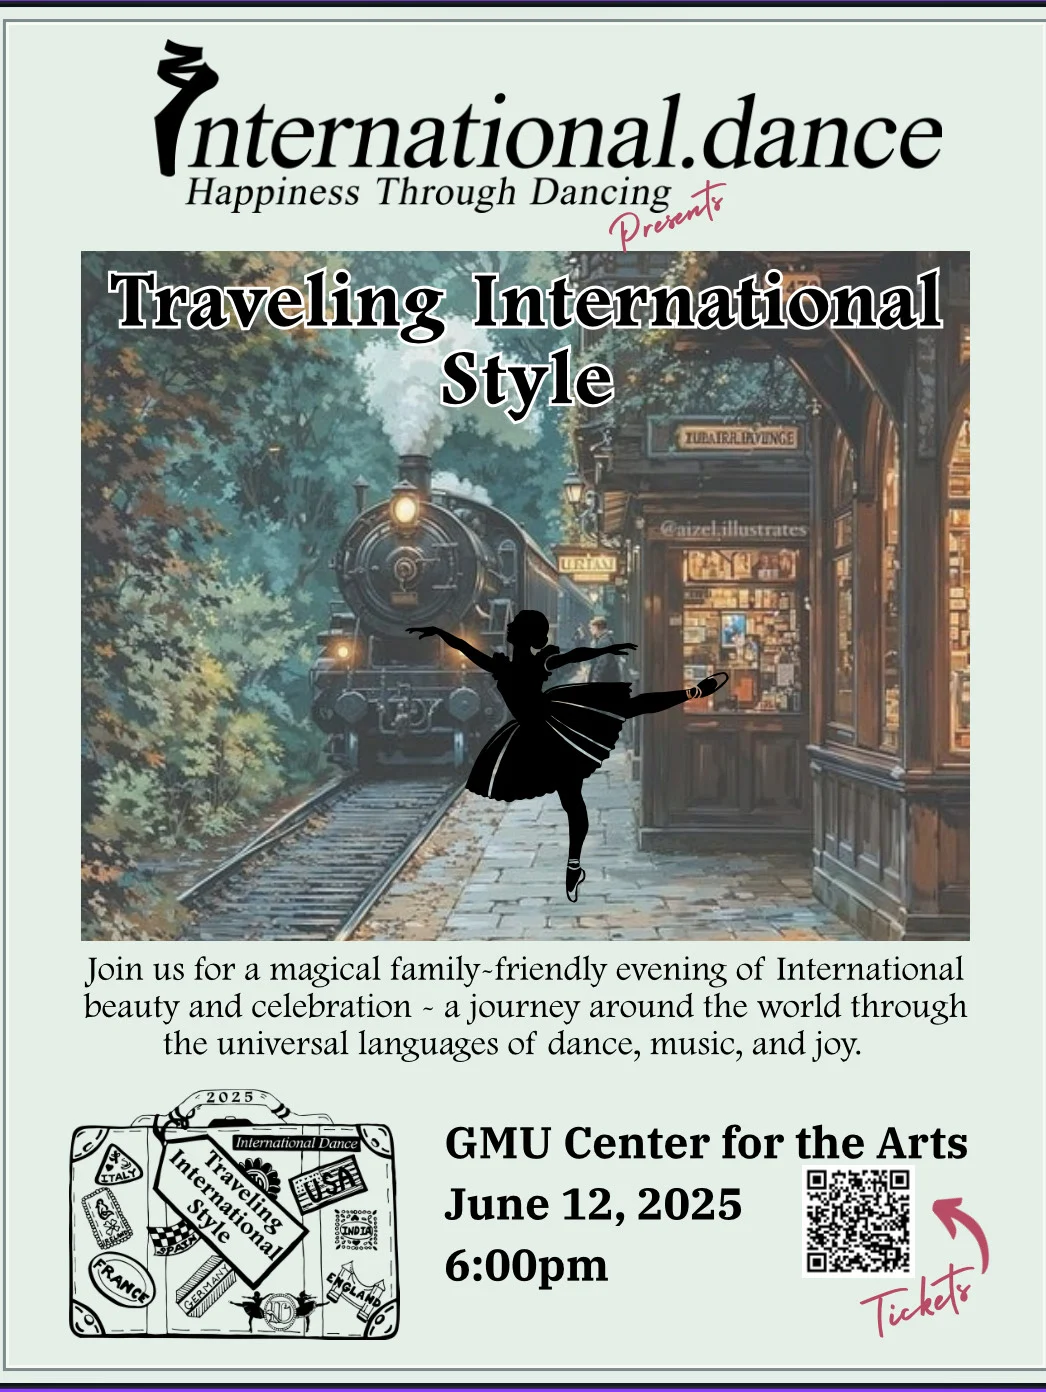 International.dance
Happiness Through Dancing
Presents
Traveling International
Style
@aizel.illustrates
Join us for a magical family-friendly evening of International
beauty and celebration - a journey around the world through
the universal languages of dance, music, and joy.
2025
International Dance
Traveling
International
Style
ITALY
USA
IRELAND
SPAIN
INDIA
FRANCE
GERMANY
ENGLAND
GMU Center for the Arts
June 12, 2025
6:00pm
Tickets